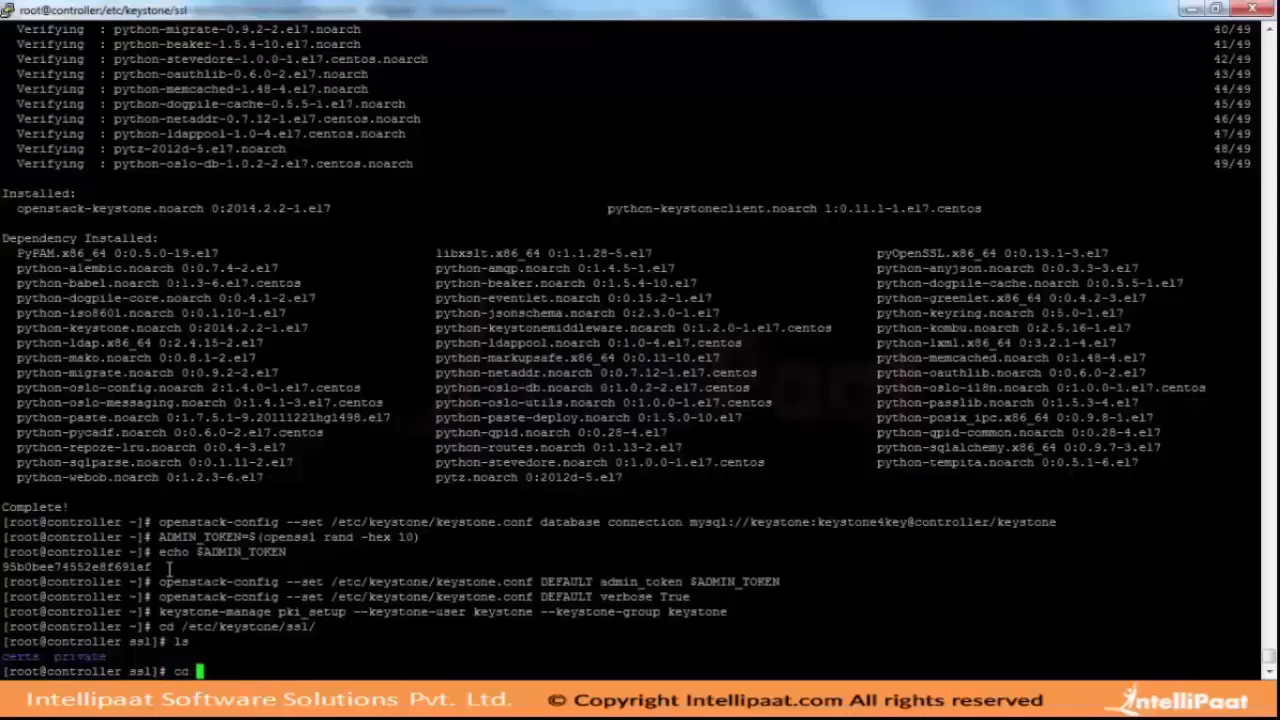 root@controller:/etc/keystone/ssl
Verifying : python-migrate-0.9.2-2.el7.noarch 40/49
Verifying : python-beaker-1.5.4-10.el7.noarch 41/49
Verifying : python-stevedore-1.0.0-1.el7.centos.noarch 42/49
Verifying : python-oauthlib-0.6.0-2.el7.noarch 43/49
Verifying : python-memcached-1.48-4.el7.noarch 44/49
Verifying : python-dogpile-cache-0.5.5-1.el7.noarch 45/49
Verifying : python-netaddr-0.7.12-1.el7.centos.noarch 46/49
Verifying : python-ldappool-1.0-4.el7.centos.noarch 47/49
Verifying : pytz-2012d-5.el7.noarch 48/49
Verifying : python-oslo-db-1.0.2-2.el7.centos.noarch 49/49
Installed:
openstack-keystone.noarch 0:2014.2.2-1.el7 python-keystoneclient.noarch 1:0.11.1-1.el7.centos
Dependency Installed:
PyPAM.x86_64 0:0.5.0-19.el7 libxslt.x86_64 0:1.1.28-5.el7 pyOpenSSL.x86_64 0:0.13.1-3.el7
python-alembic.noarch 0:0.7.4-2.el7 python-amqp.noarch 0:1.4.5-1.el7 python-anyjson.noarch 0:0.3.3-3.el7
python-babel.noarch 0:1.3-6.el7.centos python-beaker.noarch 0:1.5.4-10.el7 python-dogpile-cache.noarch 0:0.5.5-1.el7
python-dogpile-core.noarch 0:0.4.1-2.el7 python-eventlet.noarch 0:0.15.2-1.el7 python-greenlet.x86_64 0:0.4.2-3.el7
python-iso8601.noarch 0:0.1.10-1.el7 python-jsonschema.noarch 0:2.3.0-1.el7 python-keyring.noarch 0:5.0-1.el7
python-keystone.noarch 0:2014.2.2-1.el7 python-keystonemiddleware.noarch 0:1.2.0-1.el7.centos python-kombu.noarch 0:2.5.16-1.el7
python-ldap.x86_64 0:2.4.15-2.el7 python-ldappool.noarch 0:1.0-4.el7.centos python-lxml.x86_64 0:3.2.1-4.el7
python-mako.noarch 0:0.8.1-2.el7 python-markupsafe.x86_64 0:0.11-10.el7 python-memcached.noarch 0:1.48-4.el7
python-migrate.noarch 0:0.9.2-2.el7 python-netaddr.noarch 0:0.7.12-1.el7.centos python-oauthlib.noarch 0:0.6.0-2.el7
python-oslo-config.noarch 2:1.4.0-1.el7.centos python-oslo-db.noarch 0:1.0.2-2.el7.centos python-oslo-i18n.noarch 0:1.0.0-1.el7.centos
python-oslo-messaging.noarch 0:1.4.1-3.el7.centos python-oslo-utils.noarch 0:1.0.0-1.el7.centos python-passlib.noarch 0:1.5.3-4.el7
python-paste.noarch 0:1.7.5.1-9.20111221hg1498.el7 python-paste-deploy.noarch 0:1.5.0-10.el7 python-posix_ipc.x86_64 0:0.9.8-1.el7
python-pycadf.noarch 0:0.6.0-2.el7.centos python-qpid.noarch 0:0.28-4.el7 python-qpid-common.noarch 0:0.28-4.el7
python-repoze-lru.noarch 0:0.4-3.el7 python-routes.noarch 0:1.13-2.el7 python-sqlalchemy.x86_64 0:0.9.7-3.el7
python-sqlparse.noarch 0:0.1.11-2.el7 python-stevedore.noarch 0:1.0.0-1.el7.centos python-tempita.noarch 0:0.5.1-6.el7
python-webob.noarch 0:1.2.3-6.el7 pytz.noarch 0:2012d-5.el7
Complete!
[root@controller ~]# openstack-config --set /etc/keystone/keystone.conf database connection mysql://keystone:keystone4key@controller/keystone
[root@controller ~]# ADMIN_TOKEN=$(openssl rand -hex 10)
[root@controller ~]# echo $ADMIN_TOKEN
95b0bee74552e8f691af
[root@controller ~]# openstack-config --set /etc/keystone/keystone.conf DEFAULT admin_token $ADMIN_TOKEN
[root@controller ~]# openstack-config --set /etc/keystone/keystone.conf DEFAULT verbose True
[root@controller ~]# keystone-manage pki_setup --keystone-user keystone --keystone-group keystone
[root@controller ~]# cd /etc/keystone/ssl/
[root@controller ssl]# ls
certs private
[root@controller ssl]# cd
Intellipaat Software Solutions Pvt. Ltd. © Copyright Intellipaat.com All rights reserved IntelliPaat